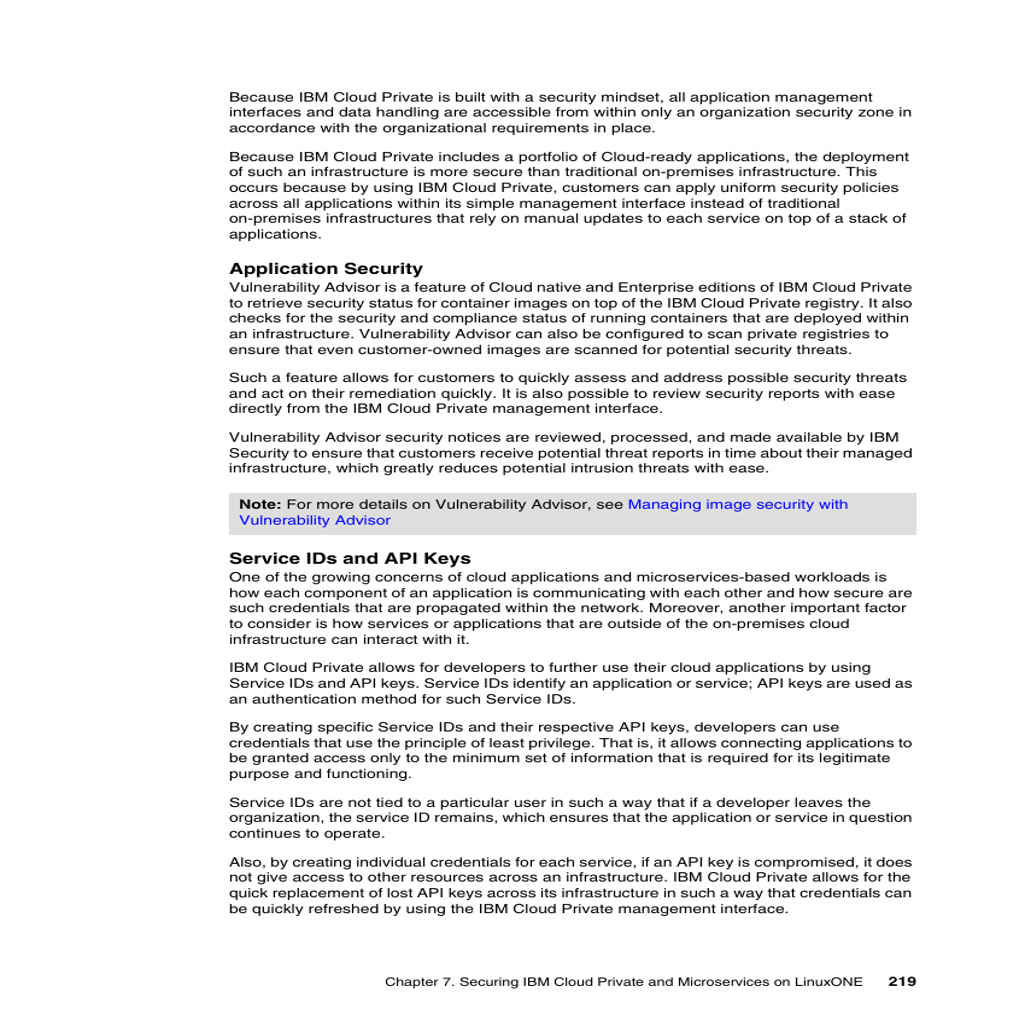 Because IBM Cloud Private is built with a security mindset, all application management
interfaces and data handling are accessible from within only an organization security zone in
accordance with the organizational requirements in place.
Because IBM Cloud Private includes a portfolio of Cloud-ready applications, the deployment
of such an infrastructure is more secure than traditional on-premises infrastructure. This
occurs because by using IBM Cloud Private, customers can apply uniform security policies
across all applications within its simple management interface instead of traditional
on-premises infrastructures that rely on manual updates to each service on top of a stack of
applications.
Application Security
Vulnerability Advisor is a feature of Cloud native and Enterprise editions of IBM Cloud Private
to retrieve security status for container images on top of the IBM Cloud Private registry. It also
checks for the security and compliance status of running containers that are deployed within
an infrastructure. Vulnerability Advisor can also be configured to scan private registries to
ensure that even customer-owned images are scanned for potential security threats.
Such a feature allows for customers to quickly assess and address possible security threats
and act on their remediation quickly. It is also possible to review security reports with ease
directly from the IBM Cloud Private management interface.
Vulnerability Advisor security notices are reviewed, processed, and made available by IBM
Security to ensure that customers receive potential threat reports in time about their managed
infrastructure, which greatly reduces potential intrusion threats with ease.
Note: For more details on Vulnerability Advisor, see Managing image security with
Vulnerability Advisor
Service IDs and API Keys
One of the growing concerns of cloud applications and microservices-based workloads is
how each component of an application is communicating with each other and how secure are
such credentials that are propagated within the network. Moreover, another important factor
to consider is how services or applications that are outside of the on-premises cloud
infrastructure can interact with it.
IBM Cloud Private allows for developers to further use their cloud applications by using
Service IDs and API keys. Service IDs identify an application or service; API keys are used as
an authentication method for such Service IDs.
By creating specific Service IDs and their respective API keys, developers can use
credentials that use the principle of least privilege. That is, it allows connecting applications to
be granted access only to the minimum set of information that is required for its legitimate
purpose and functioning.
Service IDs are not tied to a particular user in such a way that if a developer leaves the
organization, the service ID remains, which ensures that the application or service in question
continues to operate.
Also, by creating individual credentials for each service, if an API key is compromised, it does
not give access to other resources across an infrastructure. IBM Cloud Private allows for the
quick replacement of lost API keys across its infrastructure in such a way that credentials can
be quickly refreshed by using the IBM Cloud Private management interface.
Chapter 7. Securing IBM Cloud Private and Microservices on LinuxONE 219